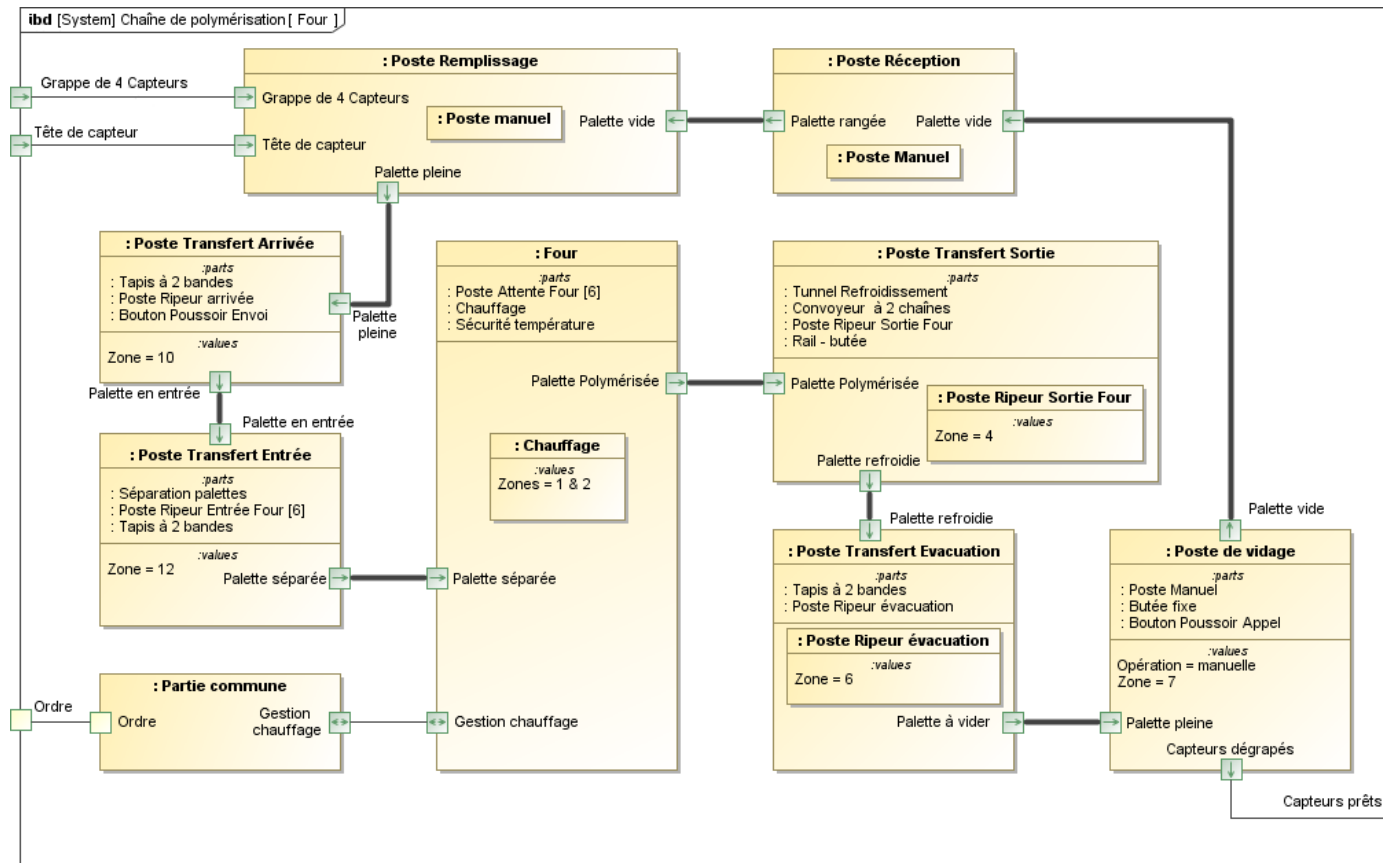 ibd [System] Chaîne de polymérisation[ Four ]
Grappe de 4 Capteurs
Tête de capteur
: Poste Remplissage
Grappe de 4 Capteurs
: Poste manuel
Palette vide
Tête de capteur
Palette pleine
: Poste Réception
Palette rangée
Palette vide
: Poste Manuel
: Poste Transfert Arrivée
:parts
: Tapis à 2 bandes
: Poste Ripeur arrivée
: Bouton Poussoir Envoi
:values
Zone = 10
Palette
pleine
Palette en entrée
Palette en entrée
: Poste Transfert Entrée
:parts
: Séparation palettes
: Poste Ripeur Entrée Four [6]
: Tapis à 2 bandes
:values
Zone = 12
Palette séparée
: Four
:parts
: Poste Attente Four [6]
: Chauffage
: Sécurité température
Palette Polymérisée
: Chauffage
:values
Zones = 1 & 2
Palette séparée
Gestion chauffage
: Poste Transfert Sortie
:parts
: Tunnel Refroidissement
: Convoyeur  à 2 chaînes
: Poste Ripeur Sortie Four
: Rail - butée
Palette Polymérisée
: Poste Ripeur Sortie Four
:values
Zone = 4
Palette refroidie
Palette refroidie
: Poste Transfert Evacuation
:parts
: Tapis à 2 bandes
: Poste Ripeur évacuation
: Poste Ripeur évacuation
:values
Zone = 6
Palette à vider
Palette vide
: Poste de vidage
:parts
: Poste Manuel
: Butée fixe
: Bouton Poussoir Appel
:values
Opération = manuelle
Zone = 7
Palette pleine
Capteurs dégrapés
Capteurs prêts
Ordre
: Partie commune
Ordre
Gestion
chauffage